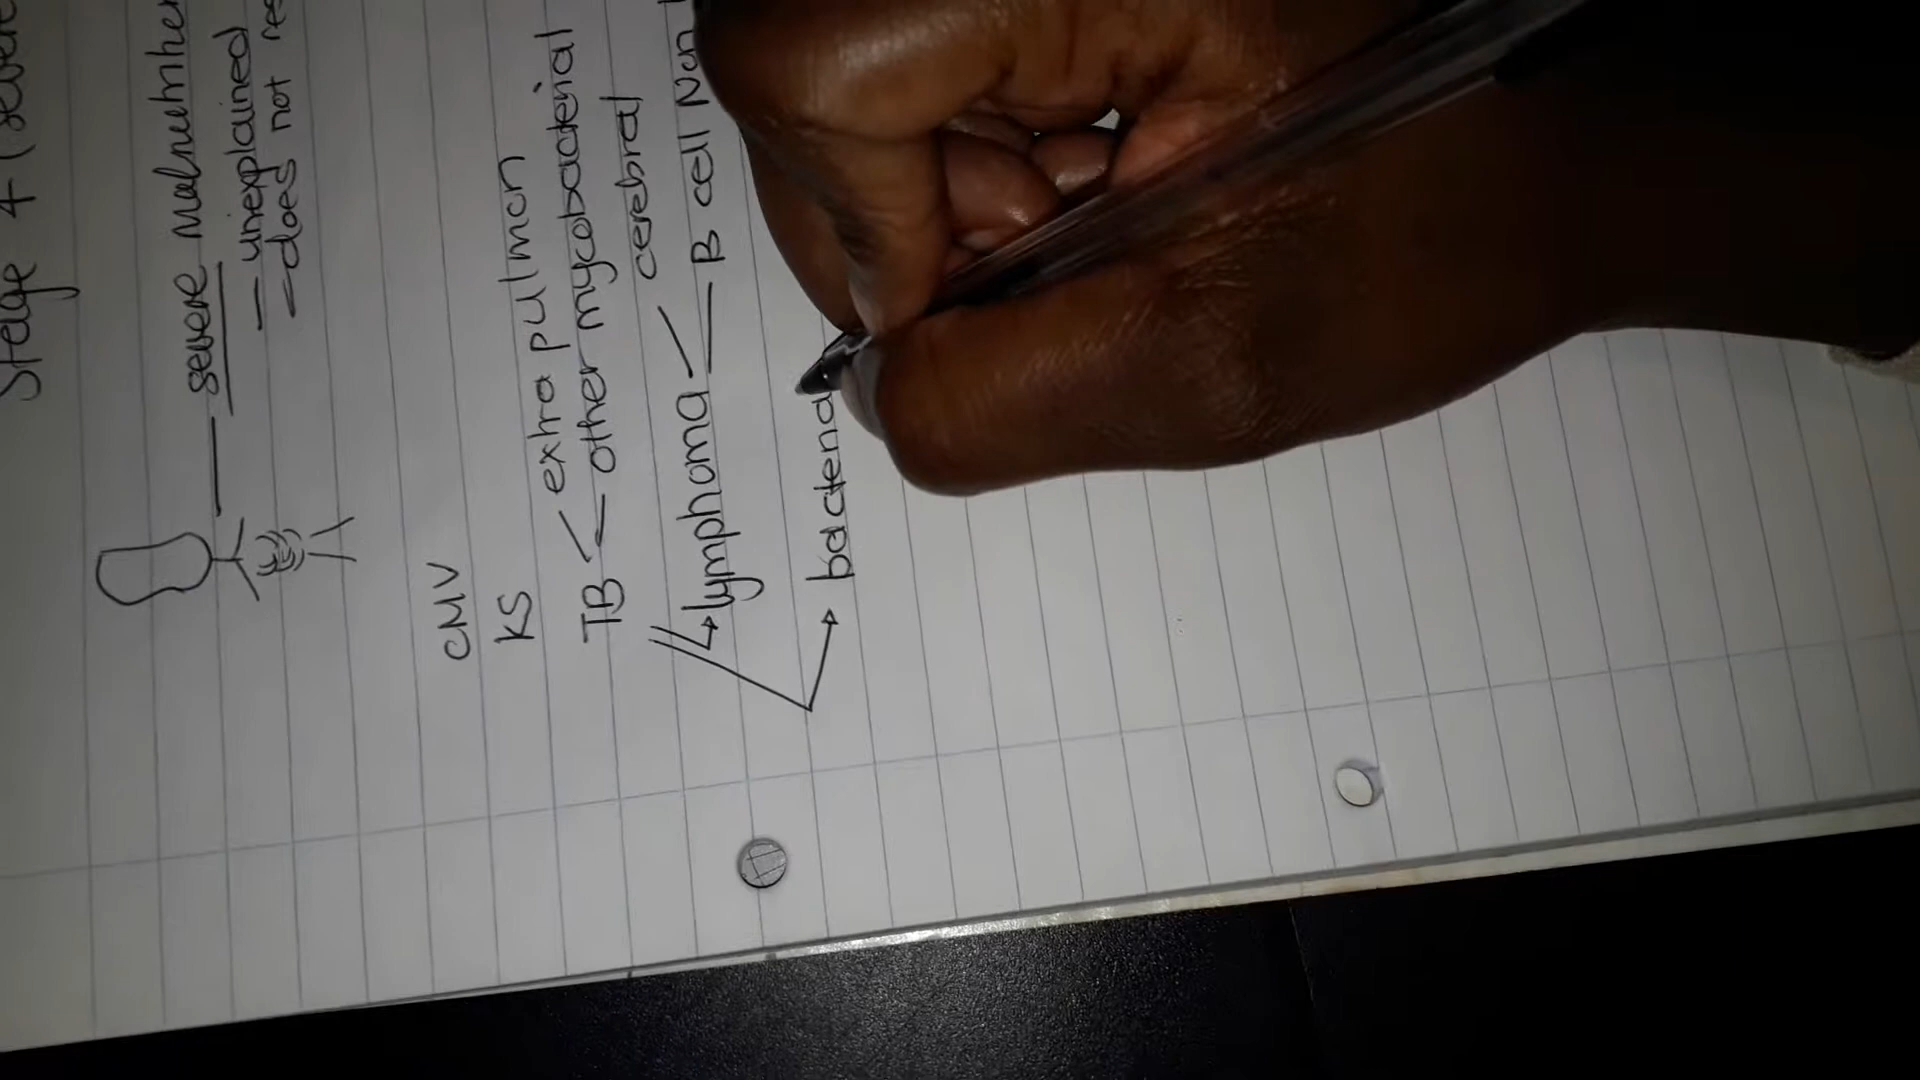 Stage 4 (severe
severe malnutrition
- unexplained
- does not res
CMV
KS
extra pulmon
TB
other mycobacterial
cerebral
lymphoma
B cell Non
bacteria